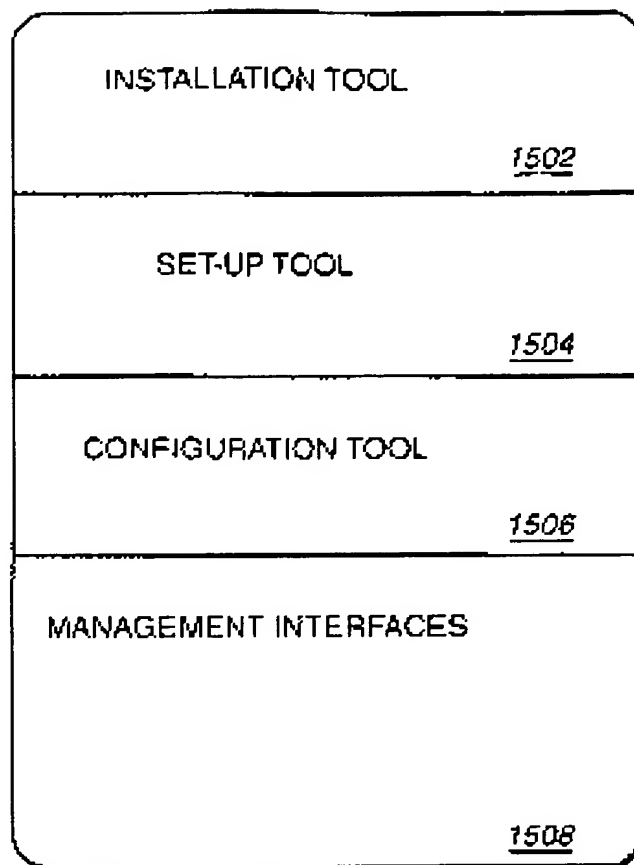 INSTALLATION TOOL
1502
SET-UP TOOL
1504
CONFIGURATION TOOL
1506
MANAGEMENT INTERFACES
1508